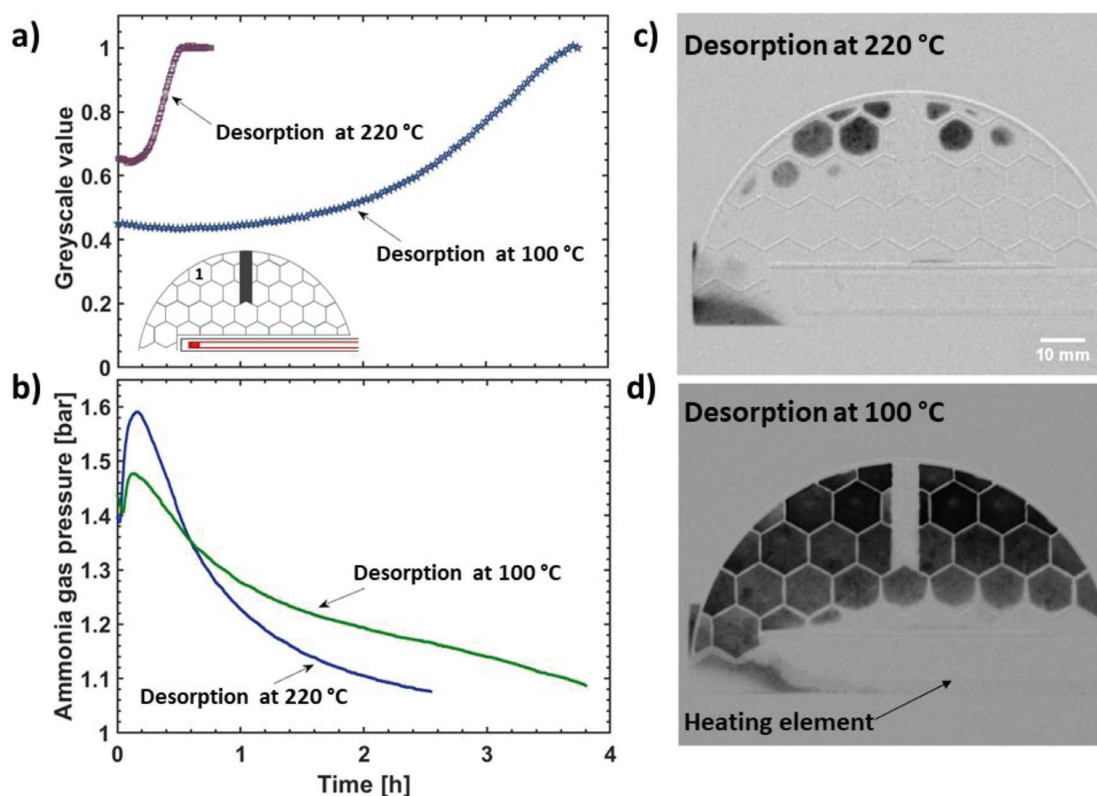 a)
Greyscale value
1
0.8
0.6
0.4
0.2
0
Desorption at 220 °C
Desorption at 100 °C
1
b)
Ammonia gas pressure [bar]
1.6
1.5
1.4
1.3
1.2
1.1
1
Desorption at 100 °C
Desorption at 220 °C
0 1 2 3 4
Time [h]
c)
Desorption at 220 °C
10 mm
d)
Desorption at 100 °C
Heating element